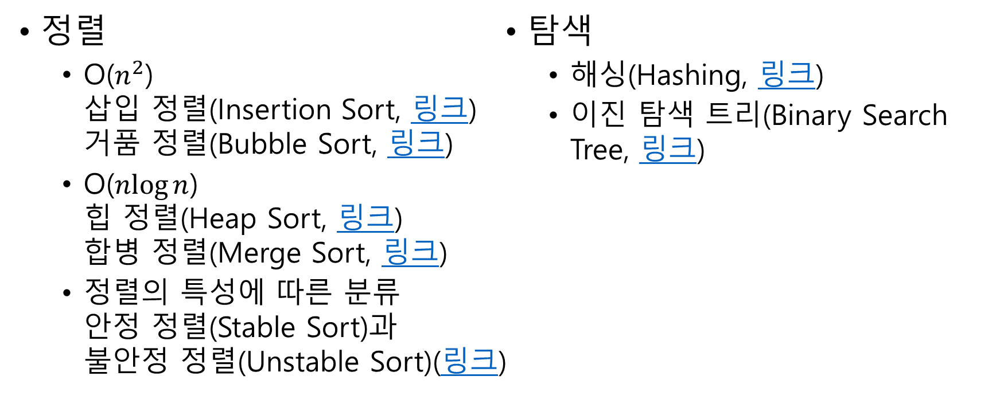 • 정렬
• O(n²)
삽입 정렬(Insertion Sort, 링크)
거품 정렬(Bubble Sort, 링크)
• O(nlog n)
힙 정렬(Heap Sort, 링크)
합병 정렬(Merge Sort, 링크)
• 정렬의 특성에 따른 분류
안정 정렬(Stable Sort)과
불안정 정렬(Unstable Sort)(링크)
• 탐색
• 해싱(Hashing, 링크)
• 이진 탐색 트리(Binary Search
Tree, 링크)